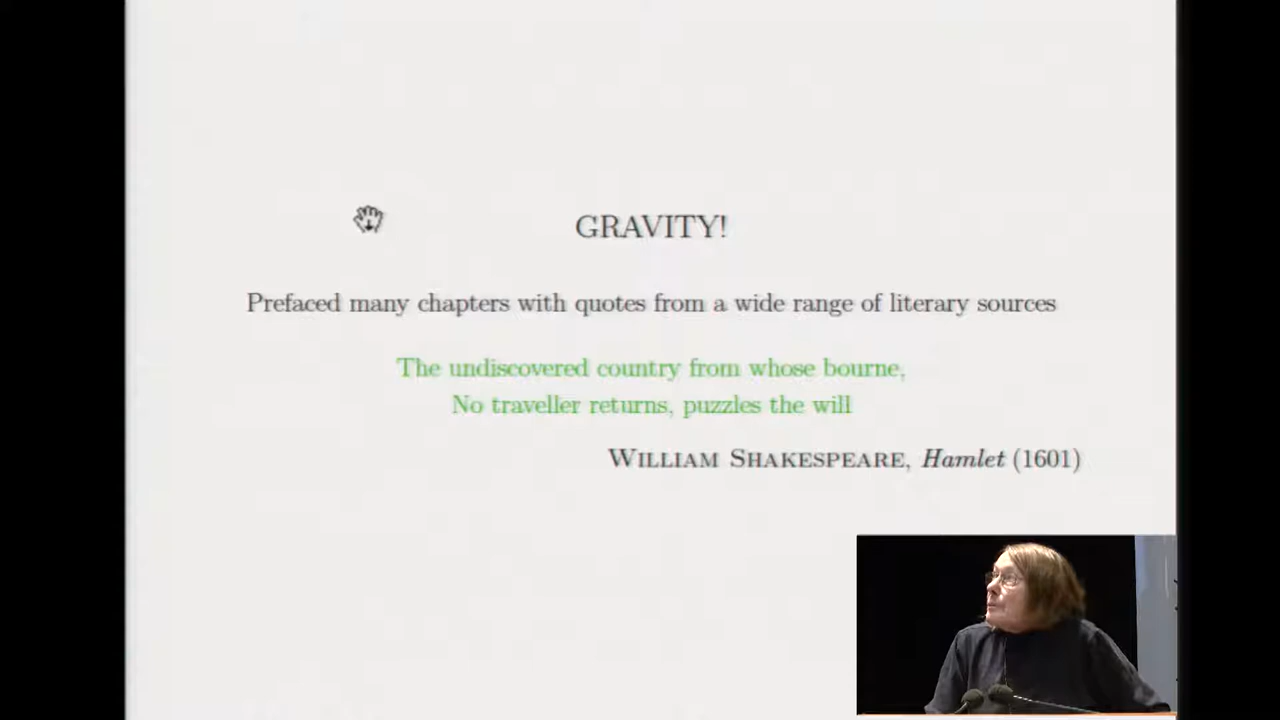 GRAVITY!
Prefaced many chapters with quotes from a wide range of literary sources
The undiscovered country from whose bourne,
No traveller returns, puzzles the will
WILLIAM SHAKESPEARE, Hamlet (1601)